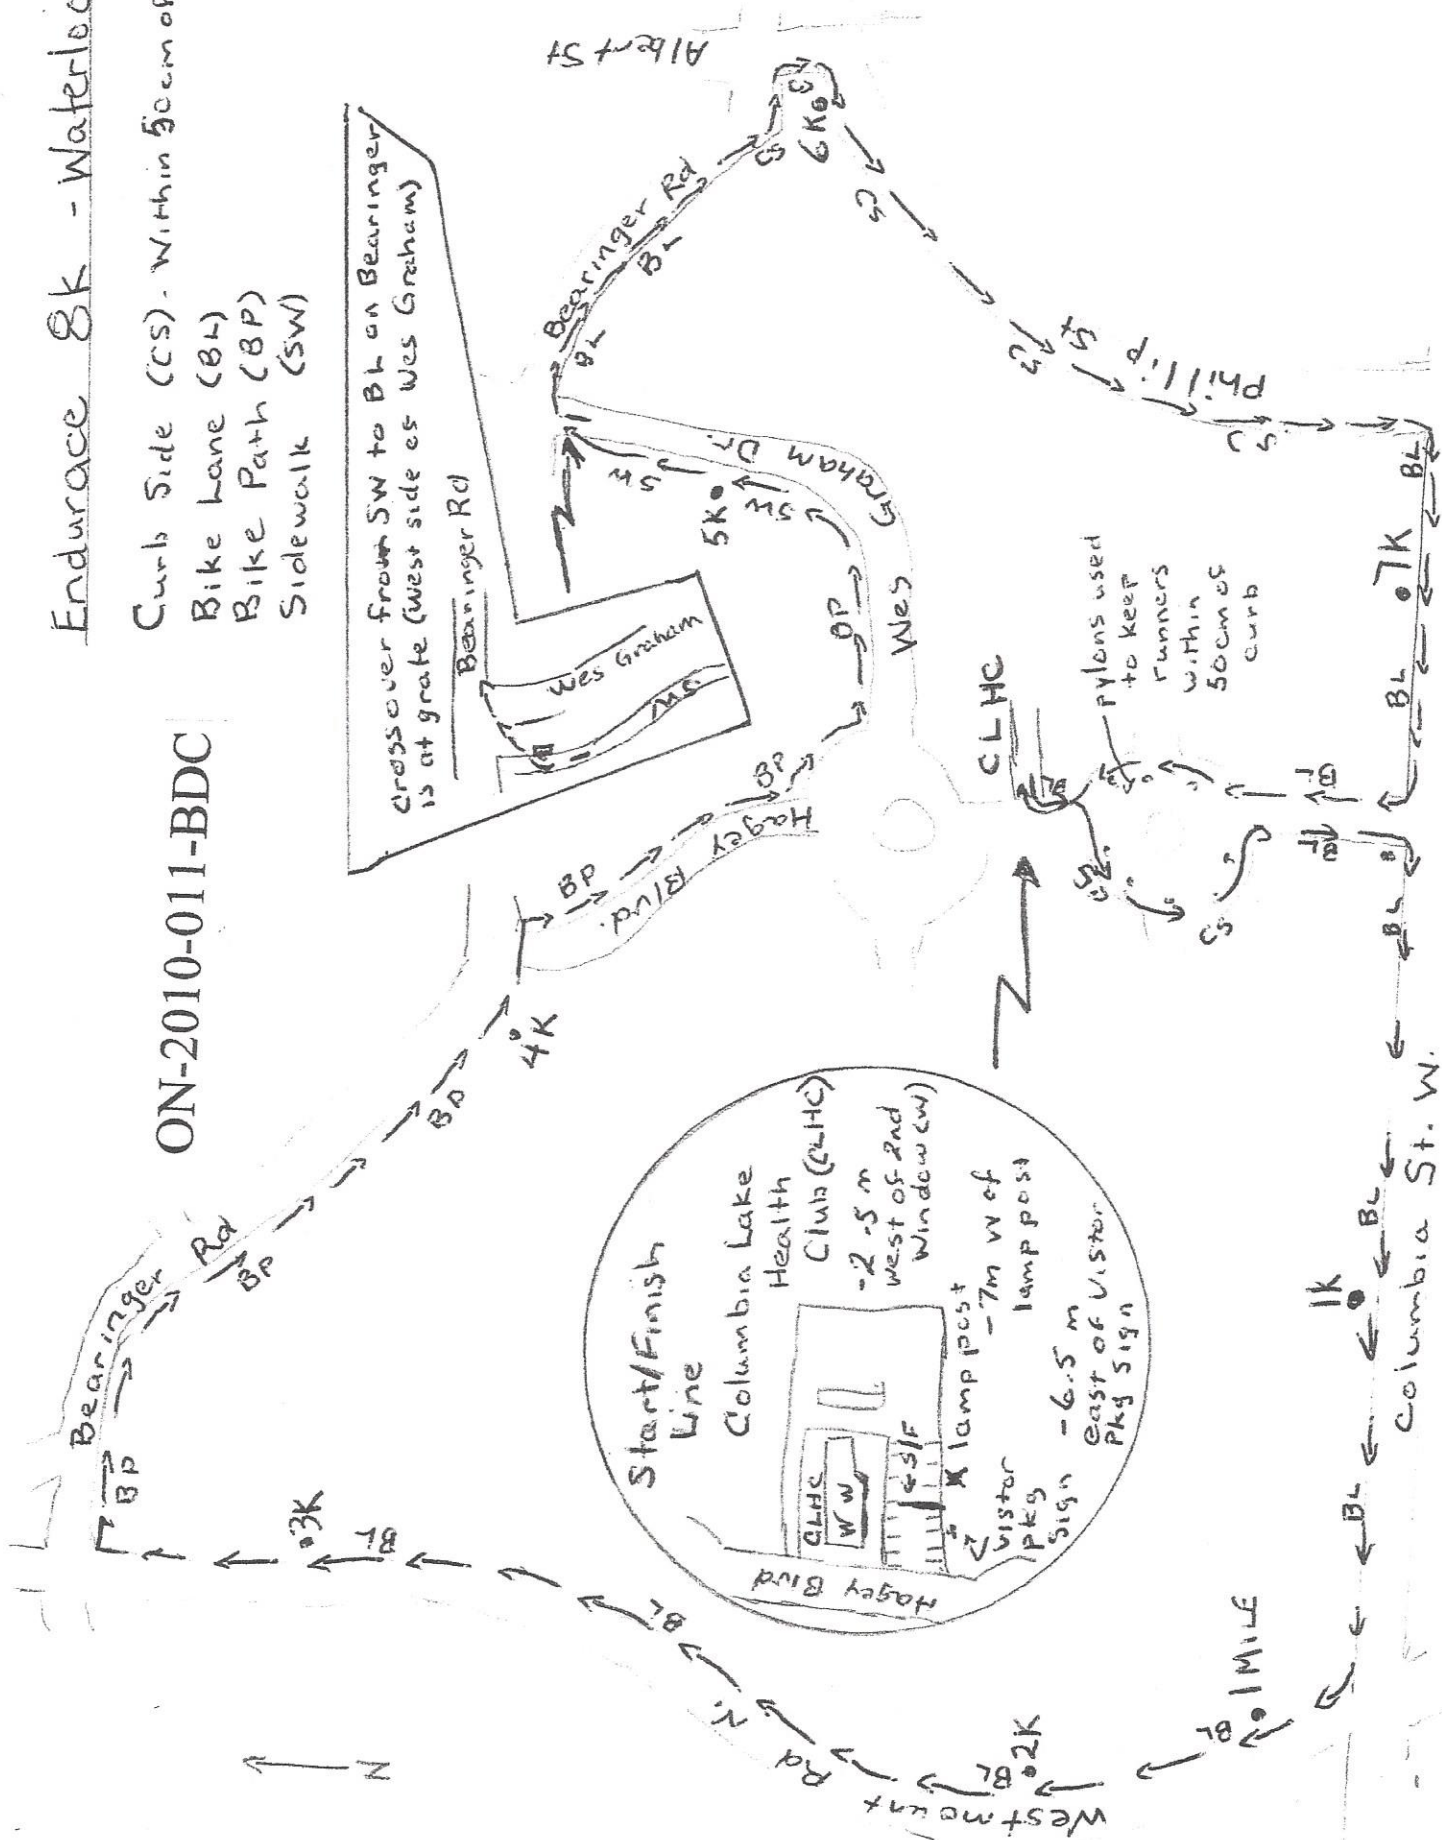 Endurace 8K - Waterloo
Curb Side (CS) - Within 50cm of
Bike Lane (BL)
Bike Path (BP)
Sidewalk (SW)
ON-2010-011-BDC
Crossover from SW to BL on Bearinger
is at grate (west side of Wes Graham)
Bearinger Rd
Wes Graham
Albert St
Bearinger Rd
BL
BL
CS
CS
6K
CS
CS
Phillip St
CS
BL
7K
BL
BL
SW
5K
SW
Wes Graham Dr.
BP
BP
Hagey Blvd.
BP
4K
BP
BP
Bearinger Rd
BP
3K
BL
BL
Westmount Rd N.
BL
2K
BL
1 MILE
BL
1K
BL
Columbia St. W.
BL
BL
CS
CS
BL
CLHC
pylons used
to keep
runners
within
50cm of
curb
Start/Finish
Line
Columbia Lake
Health
Club (CLHC)
-2.5 m
west of 2nd
Window (W)
-7m W of
lamp post
-6.5 m
east of Vistor
Pkg Sign
CLHC
W W
S/F
X lamp post
Vistor
pkg
Sign
Hagey Blvd
N